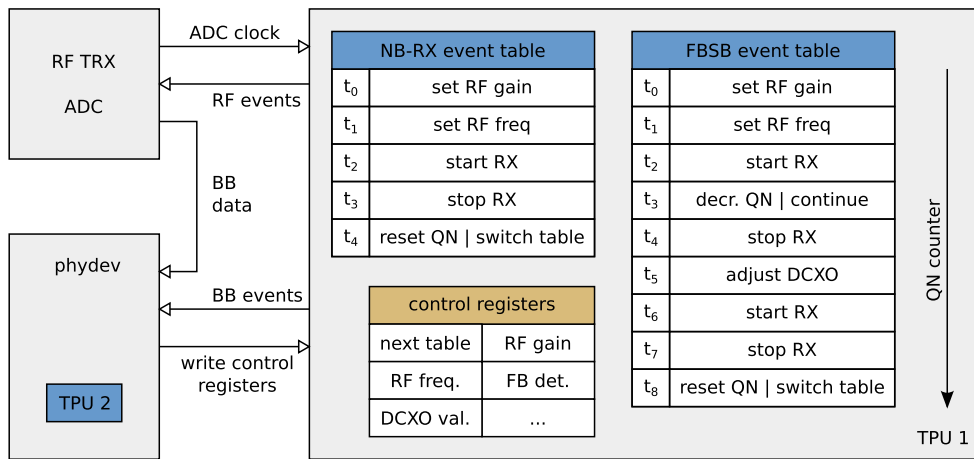 RF TRX
ADC
ADC clock
RF events
BB
data
phydev
TPU 2
BB events
write control
registers
NB-RX event table
t₀ set RF gain
t₁ set RF freq
t₂ start RX
t₃ stop RX
t₄ reset QN | switch table
control registers
next table RF gain
RF freq. FB det.
DCXO val. ...
FBSB event table
t₀ set RF gain
t₁ set RF freq
t₂ start RX
t₃ decr. QN | continue
t₄ stop RX
t₅ adjust DCXO
t₆ start RX
t₇ stop RX
t₈ reset QN | switch table
QN counter
TPU 1